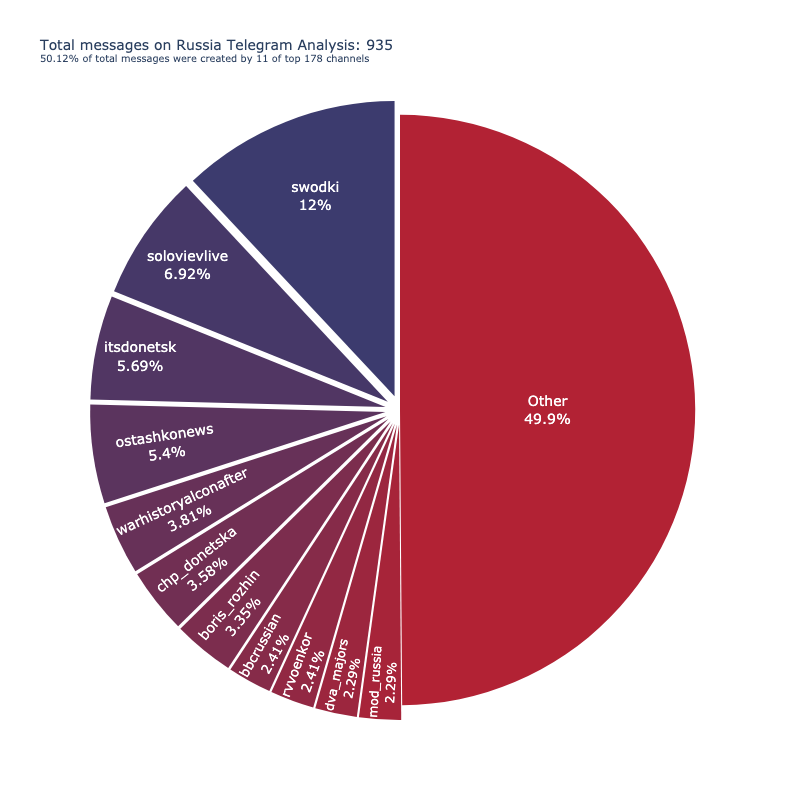 Total messages on Russia Telegram Analysis: 935
50.12% of total messages were created by 11 of top 178 channels
swodki
12%
solovievlive
6.92%
itsdonetsk
5.69%
ostashkonews
5.4%
warhistoryalconafter
3.81%
chp_donetska
3.58%
boris_rozhin
3.35%
bbcrussian
2.41%
rvvoenkor
2.41%
dva_majors
2.29%
mod_russia
2.29%
Other
49.9%